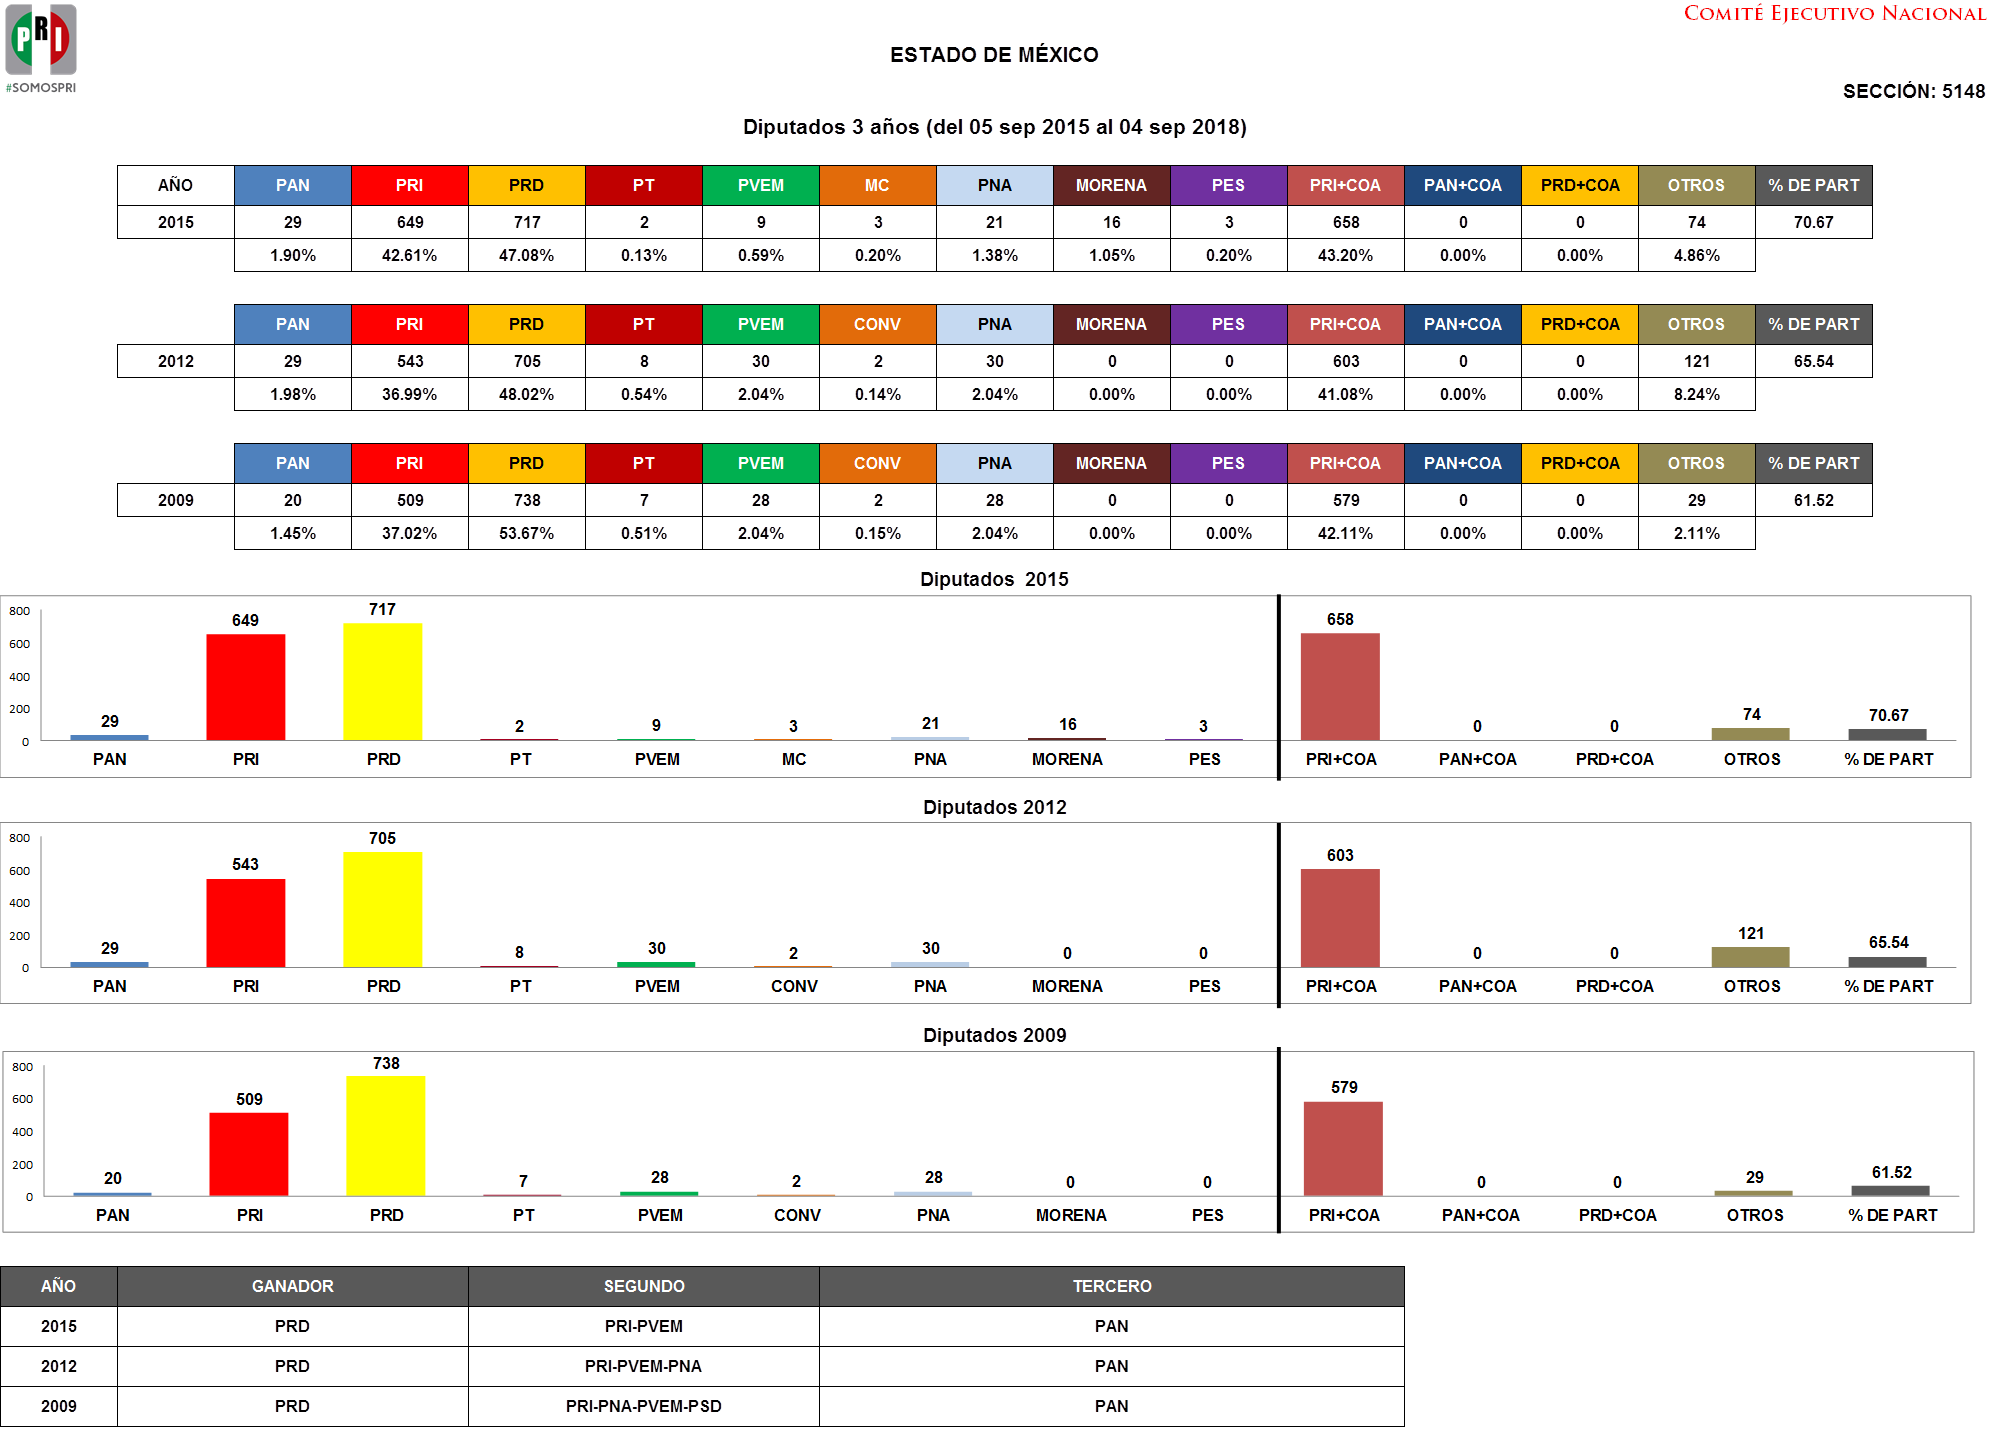 PRI
#SOMOSPRI
COMITÉ EJECUTIVO NACIONAL
ESTADO DE MÉXICO
SECCIÓN: 5148
Diputados 3 años (del 05 sep 2015 al 04 sep 2018)
AÑO PAN PRI PRD PT PVEM MC PNA MORENA PES PRI+COA PAN+COA PRD+COA OTROS % DE PART
2015 29 649 717 2 9 3 21 16 3 658 0 0 74 70.67
1.90% 42.61% 47.08% 0.13% 0.59% 0.20% 1.38% 1.05% 0.20% 43.20% 0.00% 0.00% 4.86%
PAN PRI PRD PT PVEM CONV PNA MORENA PES PRI+COA PAN+COA PRD+COA OTROS % DE PART
2012 29 543 705 8 30 2 30 0 0 603 0 0 121 65.54
1.98% 36.99% 48.02% 0.54% 2.04% 0.14% 2.04% 0.00% 0.00% 41.08% 0.00% 0.00% 8.24%
PAN PRI PRD PT PVEM CONV PNA MORENA PES PRI+COA PAN+COA PRD+COA OTROS % DE PART
2009 20 509 738 7 28 2 28 0 0 579 0 0 29 61.52
1.45% 37.02% 53.67% 0.51% 2.04% 0.15% 2.04% 0.00% 0.00% 42.11% 0.00% 0.00% 2.11%
Diputados 2015
800
600
400
200
0
29 649 717 2 9 3 21 16 3 658 0 0 74 70.67
PAN PRI PRD PT PVEM MC PNA MORENA PES PRI+COA PAN+COA PRD+COA OTROS % DE PART
Diputados 2012
800
600
400
200
0
29 543 705 8 30 2 30 0 0 603 0 0 121 65.54
PAN PRI PRD PT PVEM CONV PNA MORENA PES PRI+COA PAN+COA PRD+COA OTROS % DE PART
Diputados 2009
800
600
400
200
0
20 509 738 7 28 2 28 0 0 579 0 0 29 61.52
PAN PRI PRD PT PVEM CONV PNA MORENA PES PRI+COA PAN+COA PRD+COA OTROS % DE PART
AÑO GANADOR SEGUNDO TERCERO
2015 PRD PRI-PVEM PAN
2012 PRD PRI-PVEM-PNA PAN
2009 PRD PRI-PNA-PVEM-PSD PAN